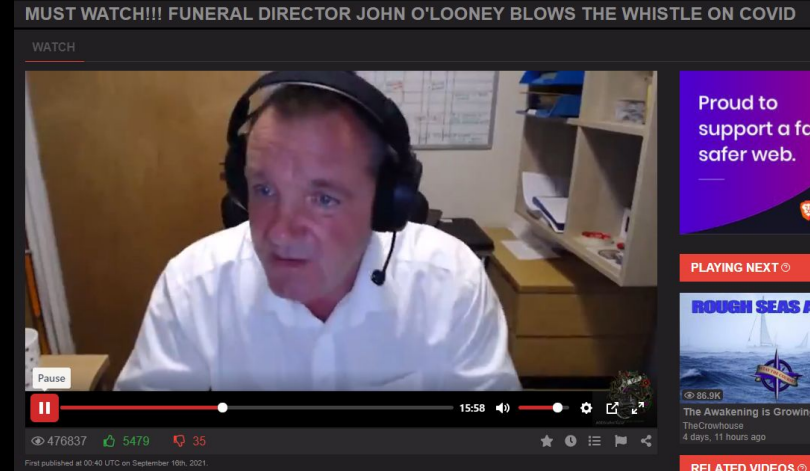 MUST WATCH!!! FUNERAL DIRECTOR JOHN O'LOONEY BLOWS THE WHISTLE ON COVID
WATCH
Proud to
support a
safer web.
PLAYING NEXT
ROUGH SEAS
86.9K
The Awakening is
TheCrowhouse
4 days, 11 hours ago
Pause
15:58
476837 5479 35
First published at 00:40 UTC on September 16th, 2021.
RELATED VIDEOS